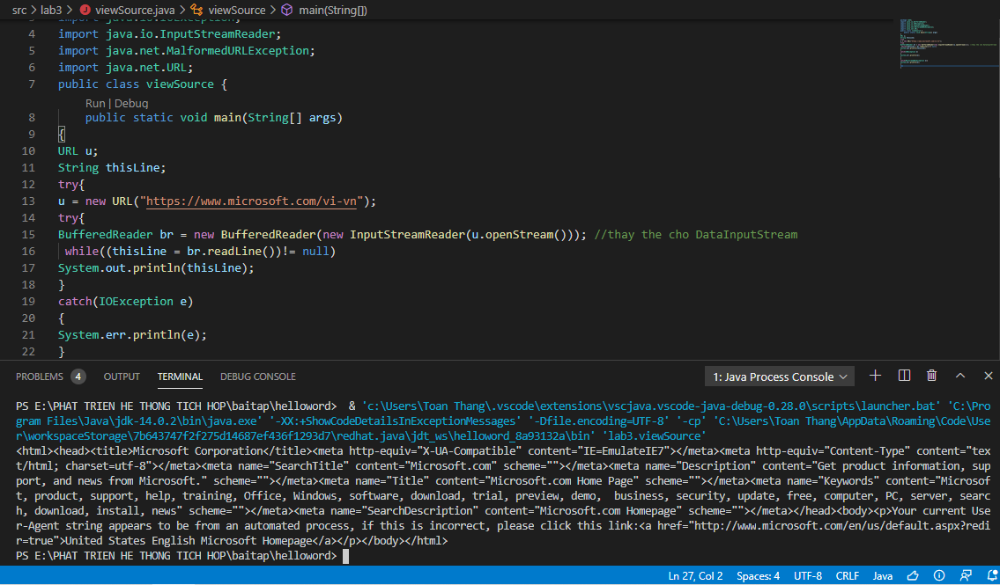 src > lab3 > viewSource.java > viewSource > main(String[])
3 import java.io.IOException;
4 import java.io.InputStreamReader;
5 import java.net.MalformedURLException;
6 import java.net.URL;
7 public class viewSource {
Run | Debug
8 public static void main(String[] args)
9 {
10 URL u;
11 String thisLine;
12 try{
13 u = new URL("https://www.microsoft.com/vi-vn");
14 try{
15 BufferedReader br = new BufferedReader(new InputStreamReader(u.openStream())); //thay the cho DataInputStream
16 while((thisLine = br.readLine())!= null)
17 System.out.println(thisLine);
18 }
19 catch(IOException e)
20 {
21 System.err.println(e);
22 }
PROBLEMS 4 OUTPUT TERMINAL DEBUG CONSOLE 1: Java Process Console
PS E:\PHAT TRIEN HE THONG TICH HOP\baitap\helloword> & 'c:\Users\Toan Thang\.vscode\extensions\vscjava.vscode-java-debug-0.28.0\scripts\launcher.bat' 'C:\Pro
gram Files\Java\jdk-14.0.2\bin\java.exe' '-XX:+ShowCodeDetailsInExceptionMessages' '-Dfile.encoding=UTF-8' '-cp' 'C:\Users\Toan Thang\AppData\Roaming\Code\Use
r\workspaceStorage\7b643747f2f275d14687ef436f1293d7\redhat.java\jdt_ws\helloword_8a93132a\bin' 'lab3.viewSource'
<html><head><title>Microsoft Corporation</title><meta http-equiv="X-UA-Compatible" content="IE=EmulateIE7"></meta><meta http-equiv="Content-Type" content="tex
t/html; charset=utf-8"></meta><meta name="SearchTitle" content="Microsoft.com" scheme=""></meta><meta name="Description" content="Get product information, sup
port, and news from Microsoft." scheme=""></meta><meta name="Title" content="Microsoft.com Home Page" scheme=""></meta><meta name="Keywords" content="Microsof
t, product, support, help, training, Office, Windows, software, download, trial, preview, demo,  business, security, update, free, computer, PC, server, searc
h, download, install, news" scheme=""></meta><meta name="SearchDescription" content="Microsoft.com Homepage" scheme=""></meta></head><body><p>Your current Use
r-Agent string appears to be from an automated process, if this is incorrect, please click this link:<a href="http://www.microsoft.com/en/us/default.aspx?redi
r=true">United States English Microsoft Homepage</a></p></body></html>
PS E:\PHAT TRIEN HE THONG TICH HOP\baitap\helloword>
Ln 27, Col 2 Spaces: 4 UTF-8 CRLF Java